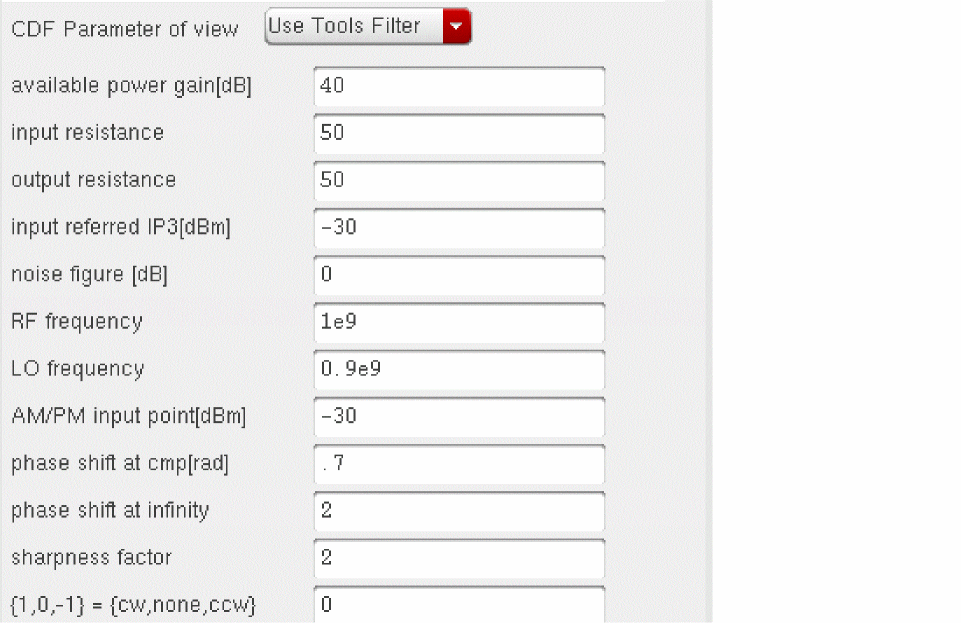 CDF Parameter of view Use Tools Filter
available power gain[dB] 40
input resistance 50
output resistance 50
input referred IP3[dBm] -30
noise figure [dB] 0
RF frequency 1e9
LO frequency 0.9e9
AM/PM input point[dBm] -30
phase shift at cmp[rad] .7
phase shift at infinity 2
sharpness factor 2
{1,0,-1} = {cw,none,ccw} 0